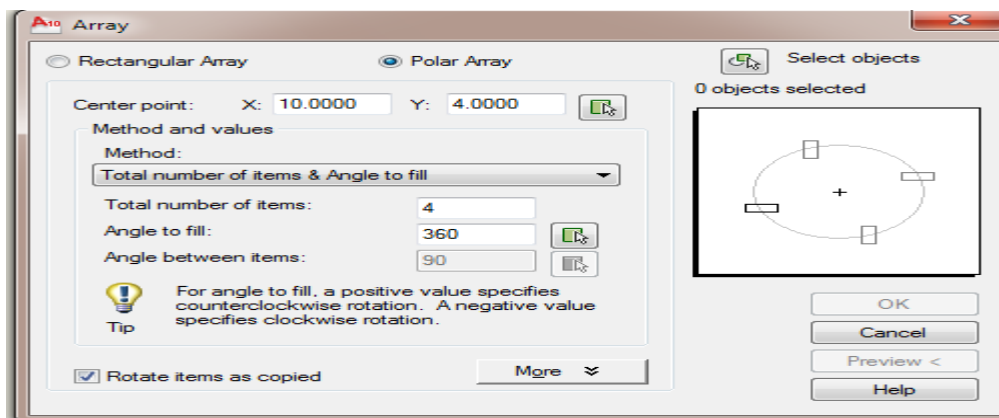 A10 Array
Rectangular Array Polar Array Select objects
0 objects selected
Center point: X: 10.0000 Y: 4.0000
Method and values
Method:
Total number of items & Angle to fill
Total number of items: 4
Angle to fill: 360
Angle between items: 90
For angle to fill, a positive value specifies
counterclockwise rotation. A negative value
specifies clockwise rotation.
Tip
OK
Cancel
Preview <
Help
Rotate items as copied More